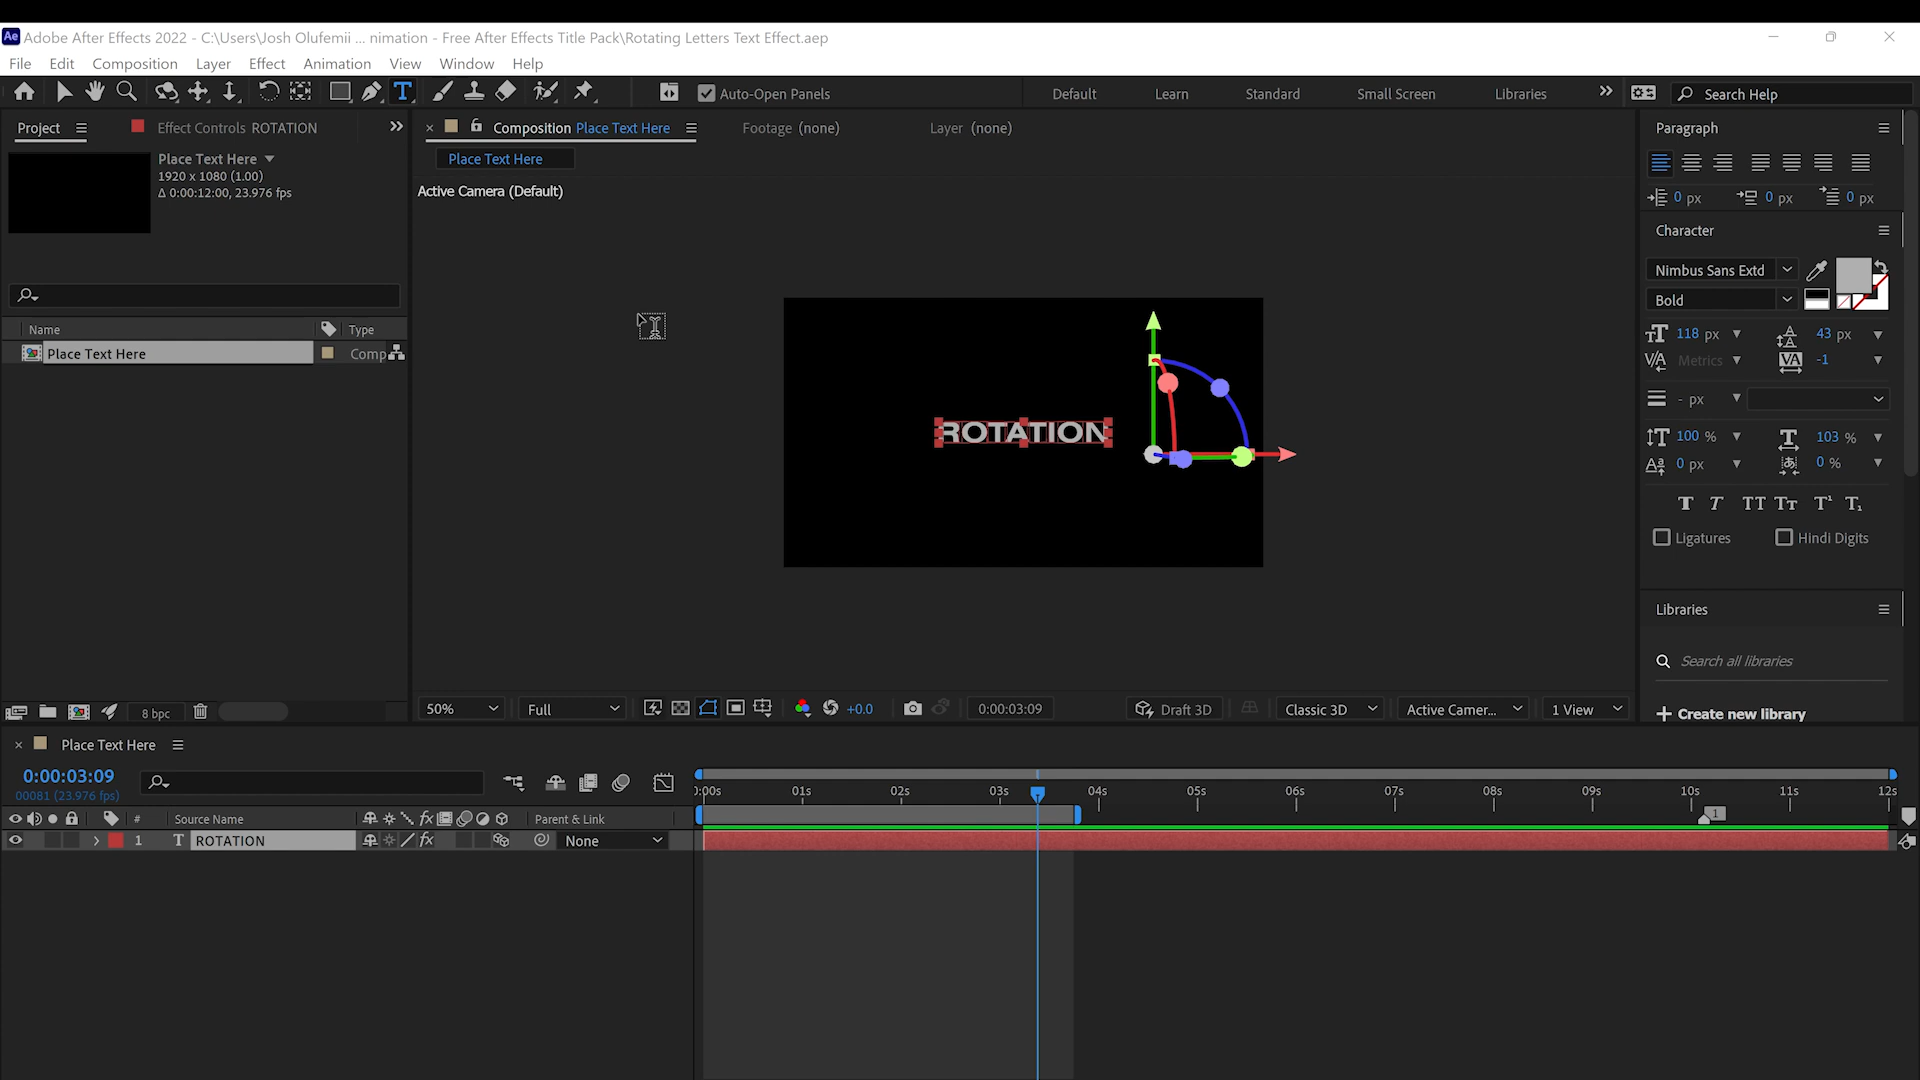 Ae Adobe After Effects 2022 - C:\Users\Josh Olufemii ... nimation - Free After Effects Title Pack\Rotating Letters Text Effect.aep
File Edit Composition Layer Effect Animation View Window Help
Auto-Open Panels Default Learn Standard Small Screen Libraries Search Help
Project Effect Controls ROTATION
Composition Place Text Here Footage (none) Layer (none)
Place Text Here
1920 x 1080 (1.00)
Δ 0:00:12:00, 23.976 fps
Place Text Here
Active Camera (Default)
Name Type
Place Text Here Comp
8 bpc
ROTATION
50% Full +0.0 0:00:03:09 Draft 3D Classic 3D Active Camer... 1 View
Paragraph
0 px 0 px 0 px
Character
Nimbus Sans Extd
Bold
118 px 43 px
Metrics -1
- px
100 % 103 %
0 px 0 %
T T TT Tt T¹ T₁
Ligatures Hindi Digits
Libraries
Search all libraries
Create new library
Place Text Here
0:00:03:09
00081 (23.976 fps)
# Source Name fx Parent & Link
1 T ROTATION fx None
0:00s 01s 02s 03s 04s 05s 06s 07s 08s 09s 10s 11s 12s
1